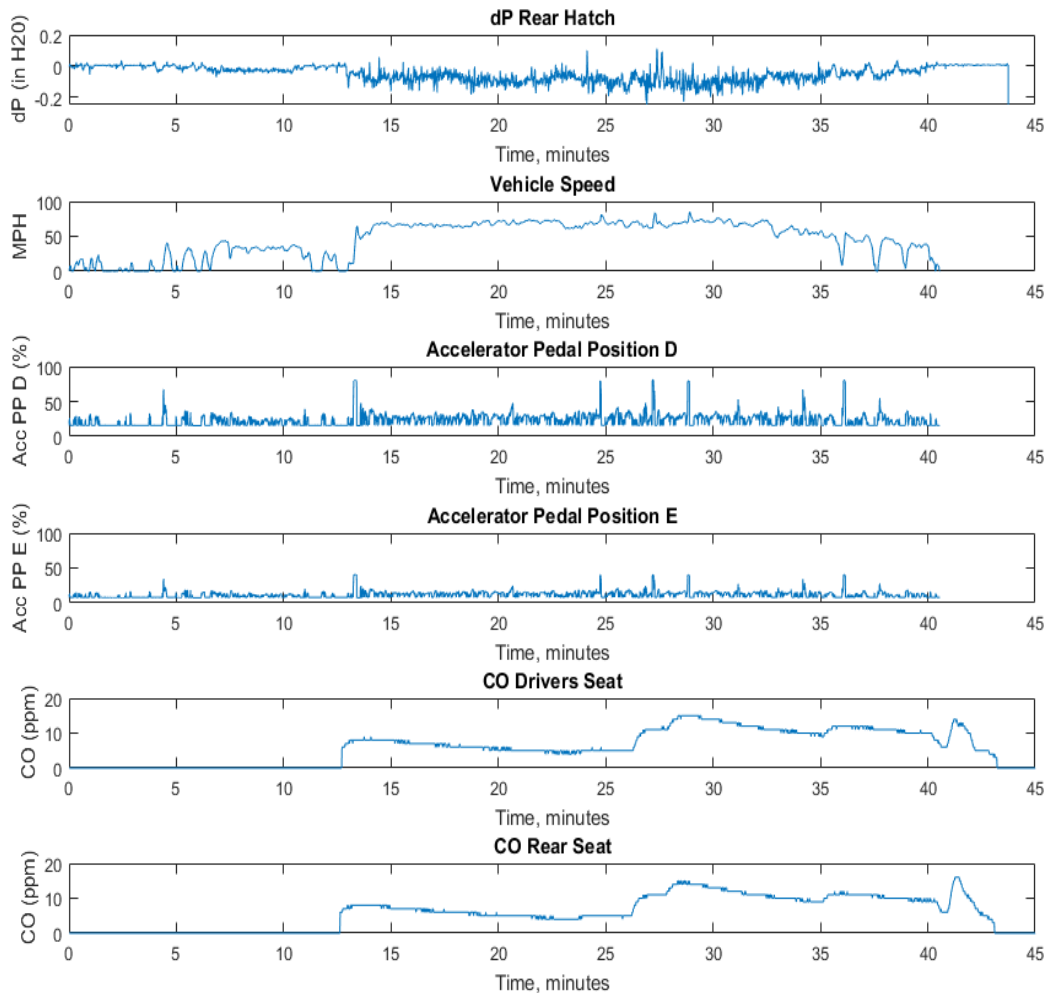 dP Rear Hatch
dP (in H20)
0.2
0
-0.2
0 5 10 15 20 25 30 35 40 45
Time, minutes
Vehicle Speed
MPH
100
50
0
0 5 10 15 20 25 30 35 40 45
Time, minutes
Accelerator Pedal Position D
Acc PP D (%)
100
50
0
0 5 10 15 20 25 30 35 40 45
Time, minutes
Accelerator Pedal Position E
Acc PP E (%)
100
50
0
0 5 10 15 20 25 30 35 40 45
Time, minutes
CO Drivers Seat
CO (ppm)
20
10
0
0 5 10 15 20 25 30 35 40 45
Time, minutes
CO Rear Seat
CO (ppm)
20
10
0
0 5 10 15 20 25 30 35 40 45
Time, minutes